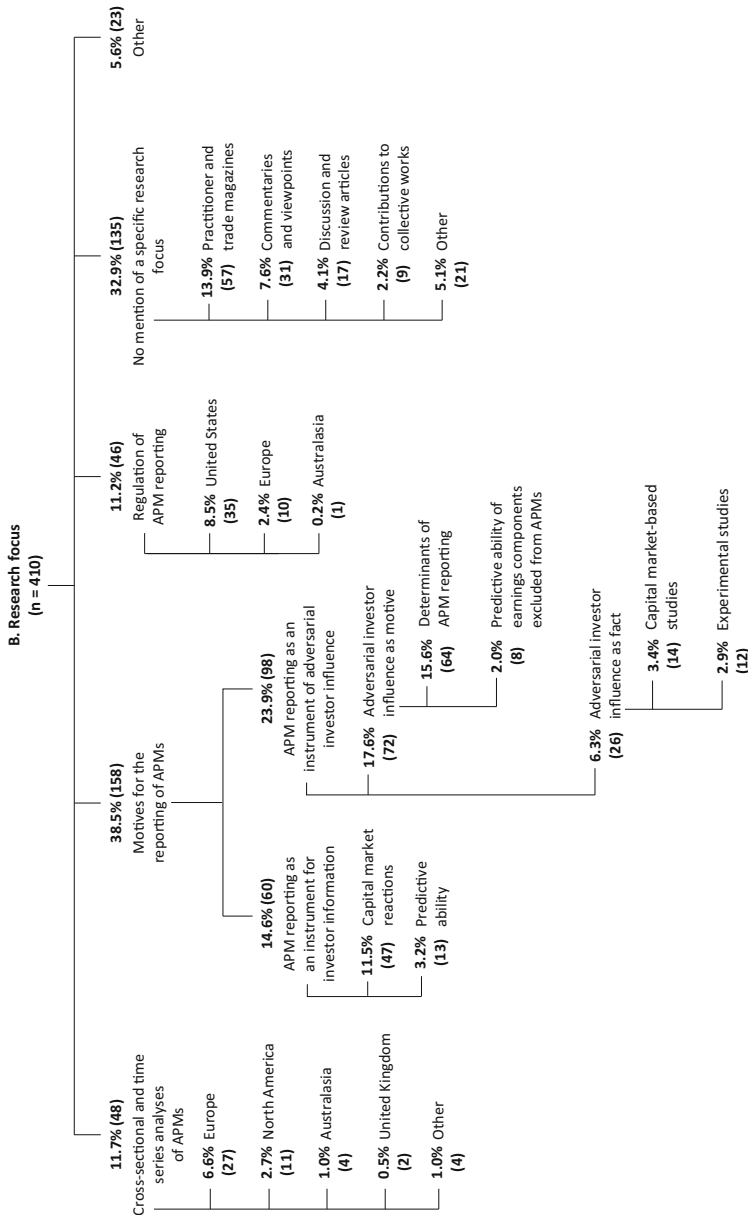 B. Research focus
(n = 410)
11.7% (48)
Cross-sectional and time
series analyses
of APMs
6.6% Europe
(27)
2.7% North America
(11)
1.0% Australasia
(4)
0.5% United Kingdom
(2)
1.0% Other
(4)
38.5% (158)
Motives for the
reporting of APMs
14.6% (60)
APM reporting as
an instrument for
investor information
11.5% Capital market
(47) reactions
3.2% Predictive
(13) ability
23.9% (98)
APM reporting as an
instrument of adversarial
investor influence
17.6% Adversarial investor
(72) influence as motive
15.6% Determinants of
(64) APM reporting
2.0% Predictive ability of
(8) earnings components
excluded from APMs
6.3% Adversarial investor
(26) influence as fact
3.4% Capital market-based
(14) studies
2.9% Experimental studies
(12)
11.2% (46)
Regulation of
APM reporting
8.5% United States
(35)
2.4% Europe
(10)
0.2% Australasia
(1)
32.9% (135)
No mention of a specific research
focus
13.9% Practitioner and
(57) trade magazines
7.6% Commentaries
(31) and viewpoints
4.1% Discussion and
(17) review articles
2.2% Contributions to
(9) collective works
5.1% Other
(21)
5.6% (23)
Other